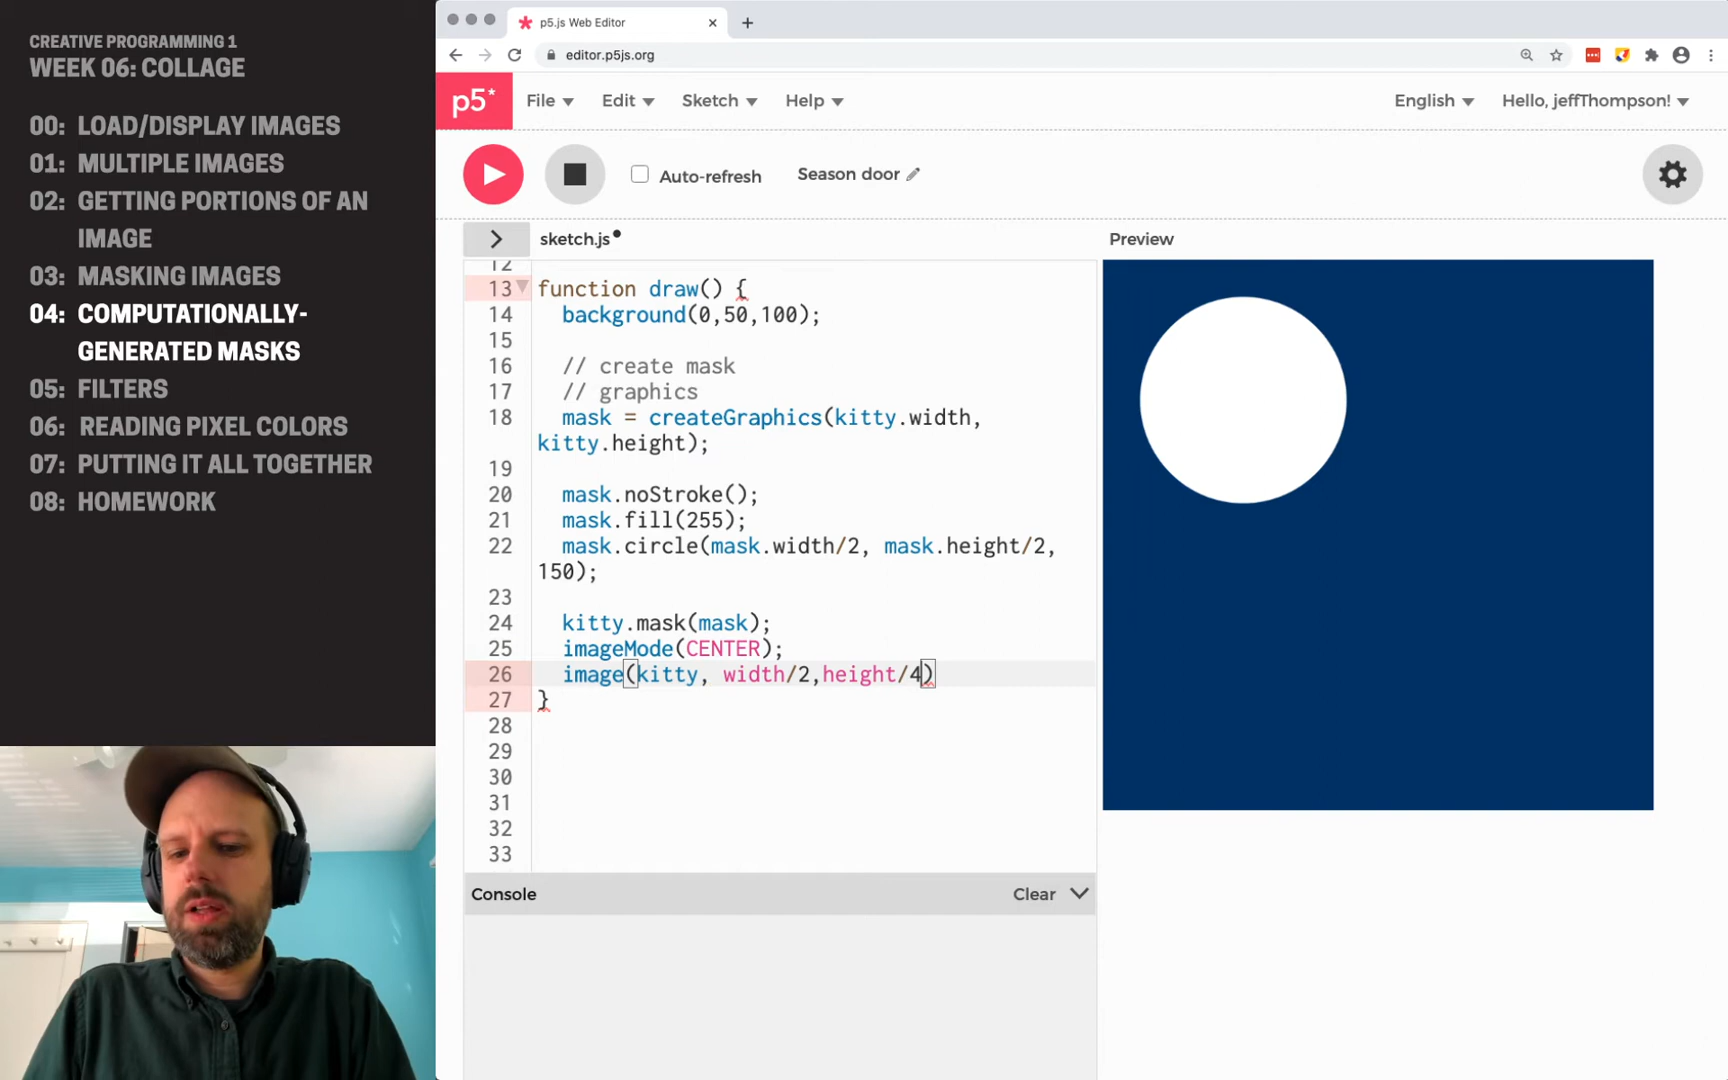 CREATIVE PROGRAMMING 1
WEEK 06: COLLAGE
00: LOAD/DISPLAY IMAGES
01: MULTIPLE IMAGES
02: GETTING PORTIONS OF AN
IMAGE
03: MASKING IMAGES
04: COMPUTATIONALLY-
GENERATED MASKS
05: FILTERS
06: READING PIXEL COLORS
07: PUTTING IT ALL TOGETHER
08: HOMEWORK
p5.js Web Editor
editor.p5js.org
p5* File Edit Sketch Help English Hello, jeffThompson!
Auto-refresh Season door
sketch.js
Preview
12
13 function draw() {
14 background(0,50,100);
15
16 // create mask
17 // graphics
18 mask = createGraphics(kitty.width,
kitty.height);
19
20 mask.noStroke();
21 mask.fill(255);
22 mask.circle(mask.width/2, mask.height/2,
150);
23
24 kitty.mask(mask);
25 imageMode(CENTER);
26 image(kitty, width/2,height/4)
27 }
28
29
30
31
32
33
Console Clear